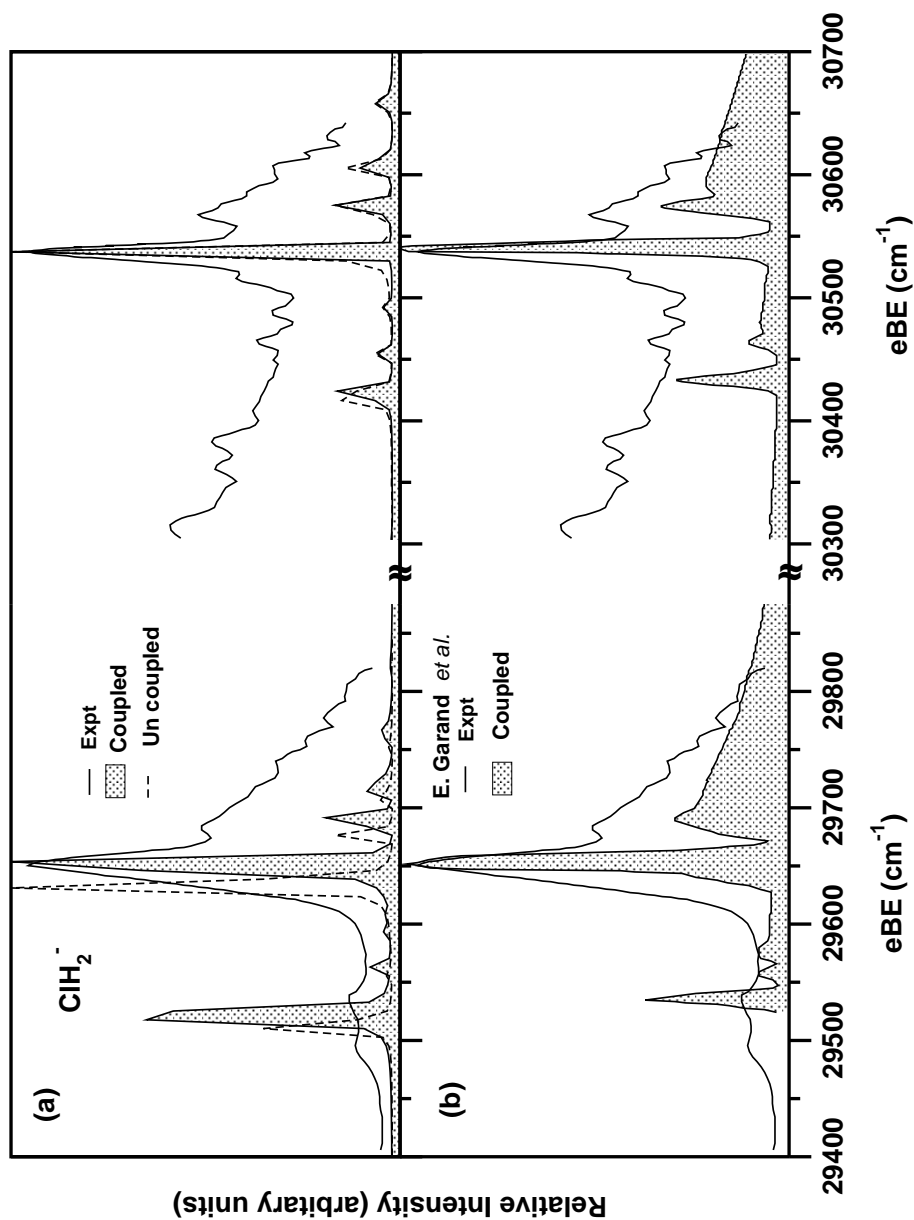 (a)
ClH2-
Expt
Coupled
Un coupled
(b)
E. Garand et al.
Expt
Coupled
Relative Intensity (arbitary units)
29400 29500 29600 29700 29800 30300 30400 30500 30600 30700
eBE (cm-1) eBE (cm-1)